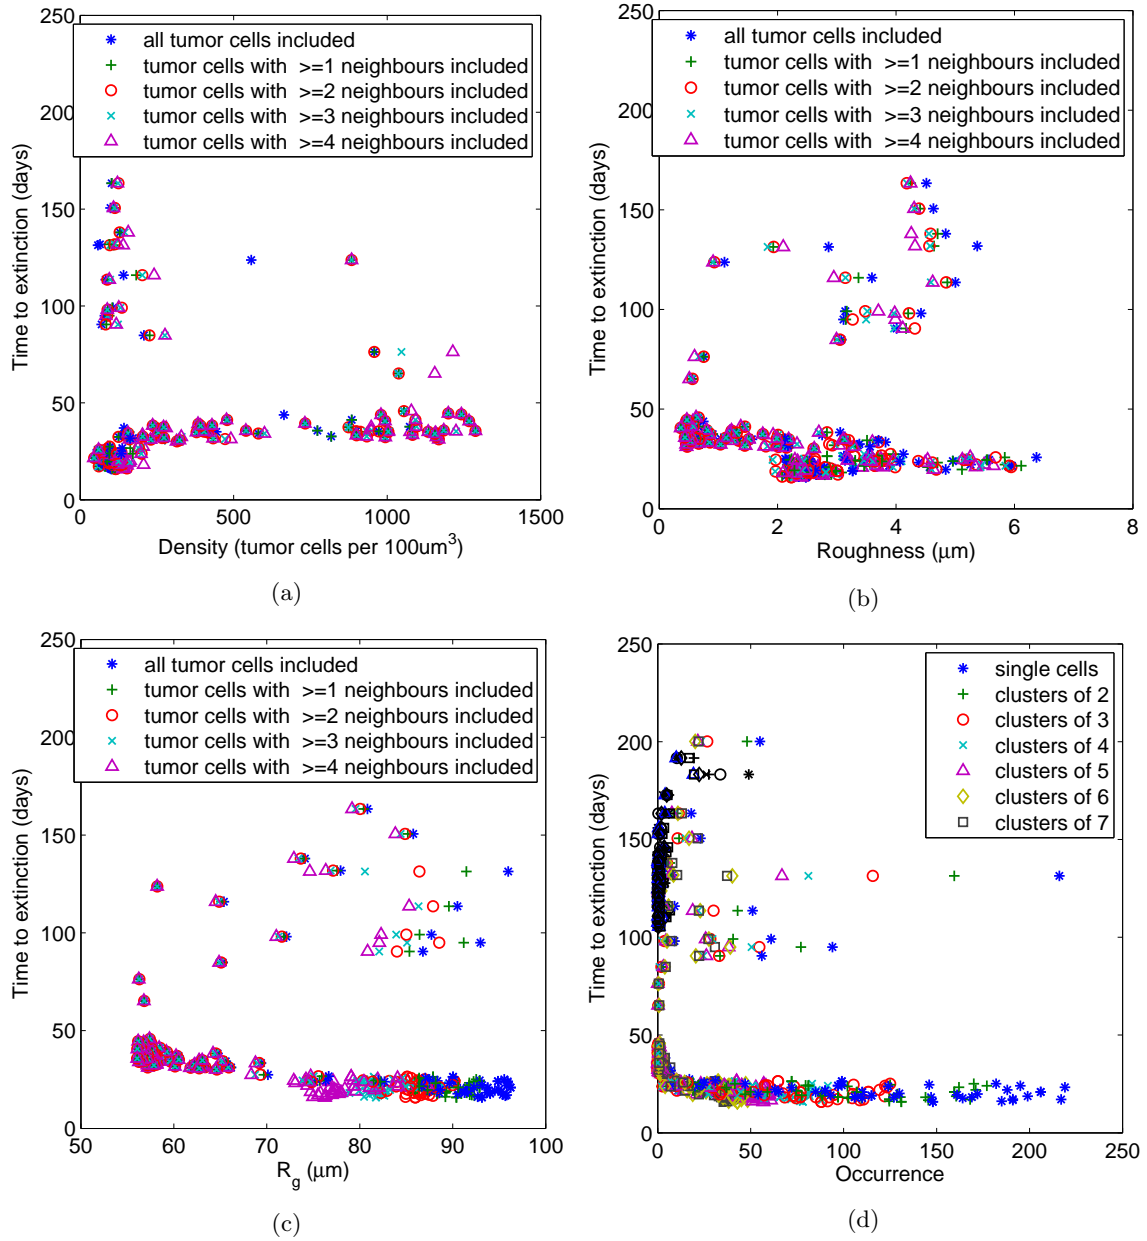 250
200
150
100
50
0
Time to extinction (days)
all tumor cells included
tumor cells with >=1 neighbours included
tumor cells with >=2 neighbours included
tumor cells with >=3 neighbours included
tumor cells with >=4 neighbours included
0 500 1000 1500
Density (tumor cells per 100um³)
(a)
250
200
150
100
50
0
Time to extinction (days)
all tumor cells included
tumor cells with >=1 neighbours included
tumor cells with >=2 neighbours included
tumor cells with >=3 neighbours included
tumor cells with >=4 neighbours included
0 2 4 6 8
Roughness (μm)
(b)
250
200
150
100
50
0
Time to extinction (days)
all tumor cells included
tumor cells with >=1 neighbours included
tumor cells with >=2 neighbours included
tumor cells with >=3 neighbours included
tumor cells with >=4 neighbours included
50 60 70 80 90 100
R_g (μm)
(c)
250
200
150
100
50
0
Time to extinction (days)
single cells
clusters of 2
clusters of 3
clusters of 4
clusters of 5
clusters of 6
clusters of 7
0 50 100 150 200 250
Occurrence
(d)